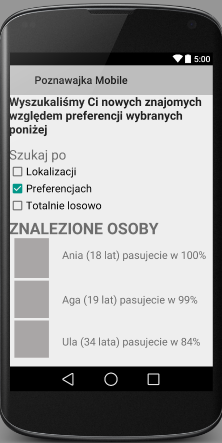 5:00
Poznawajka Mobile
Wyszukaliśmy Ci nowych znajomych
względem preferencji wybranych
poniżej
Szukaj po
Lokalizacji
Preferencjach
Totalnie losowo
ZNALEZIONE OSOBY
Ania (18 lat) pasujecie w 100%
Aga (19 lat) pasujecie w 99%
Ula (34 lata) pasujecie w 84%